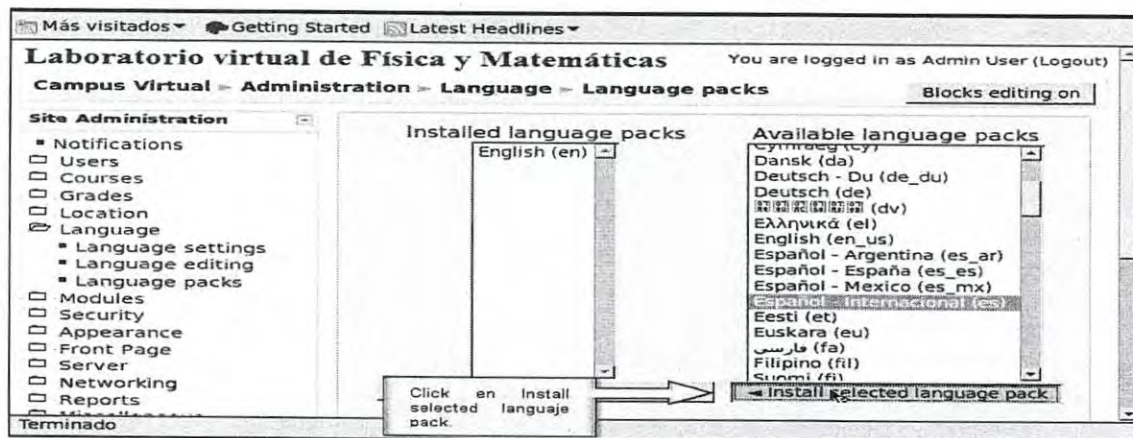 Más visitados Getting Started Latest Headlines
Laboratorio virtual de Física y Matemáticas
You are logged in as Admin User (Logout)
Campus Virtual Administration Language Language packs
Blocks editing on
Site Administration
Notifications
Users
Courses
Grades
Location
Language
Language settings
Language editing
Language packs
Modules
Security
Appearance
Front Page
Server
Networking
Reports
Installed language packs
English (en)
Available language packs
Cymraeg (cy)
Dansk (da)
Deutsch - Du (de_du)
Deutsch (de)
(dv)
Ελληνικά (el)
English (en_us)
Español - Argentina (es_ar)
Español - España (es_es)
Español - Mexico (es_mx)
Español - Internacional (es)
Eesti (et)
Euskara (eu)
فارسی (fa)
Filipino (fil)
Suomi (fi)
Install selected language pack
Click en Install
selected languaje
pack.
Terminado